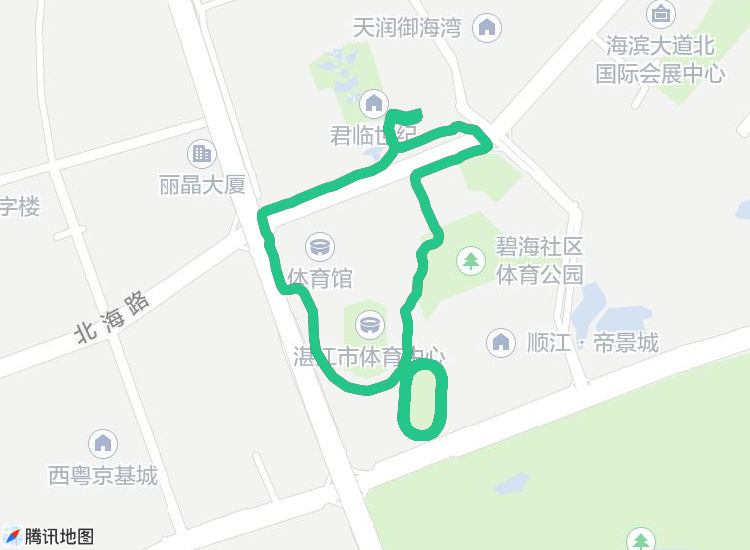 天润御海湾
海滨大道北
国际会展中心
君临世纪
丽晶大厦
字楼
碧海社区
体育公园
体育馆
北海路
湛江市体育中心
顺江·帝景城
西粤京基城
腾讯地图